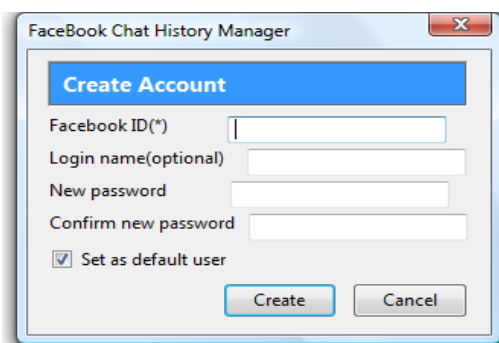 FaceBook Chat History Manager
Create Account
Facebook ID(*)
Login name(optional)
New password
Confirm new password
Set as default user
Create Cancel